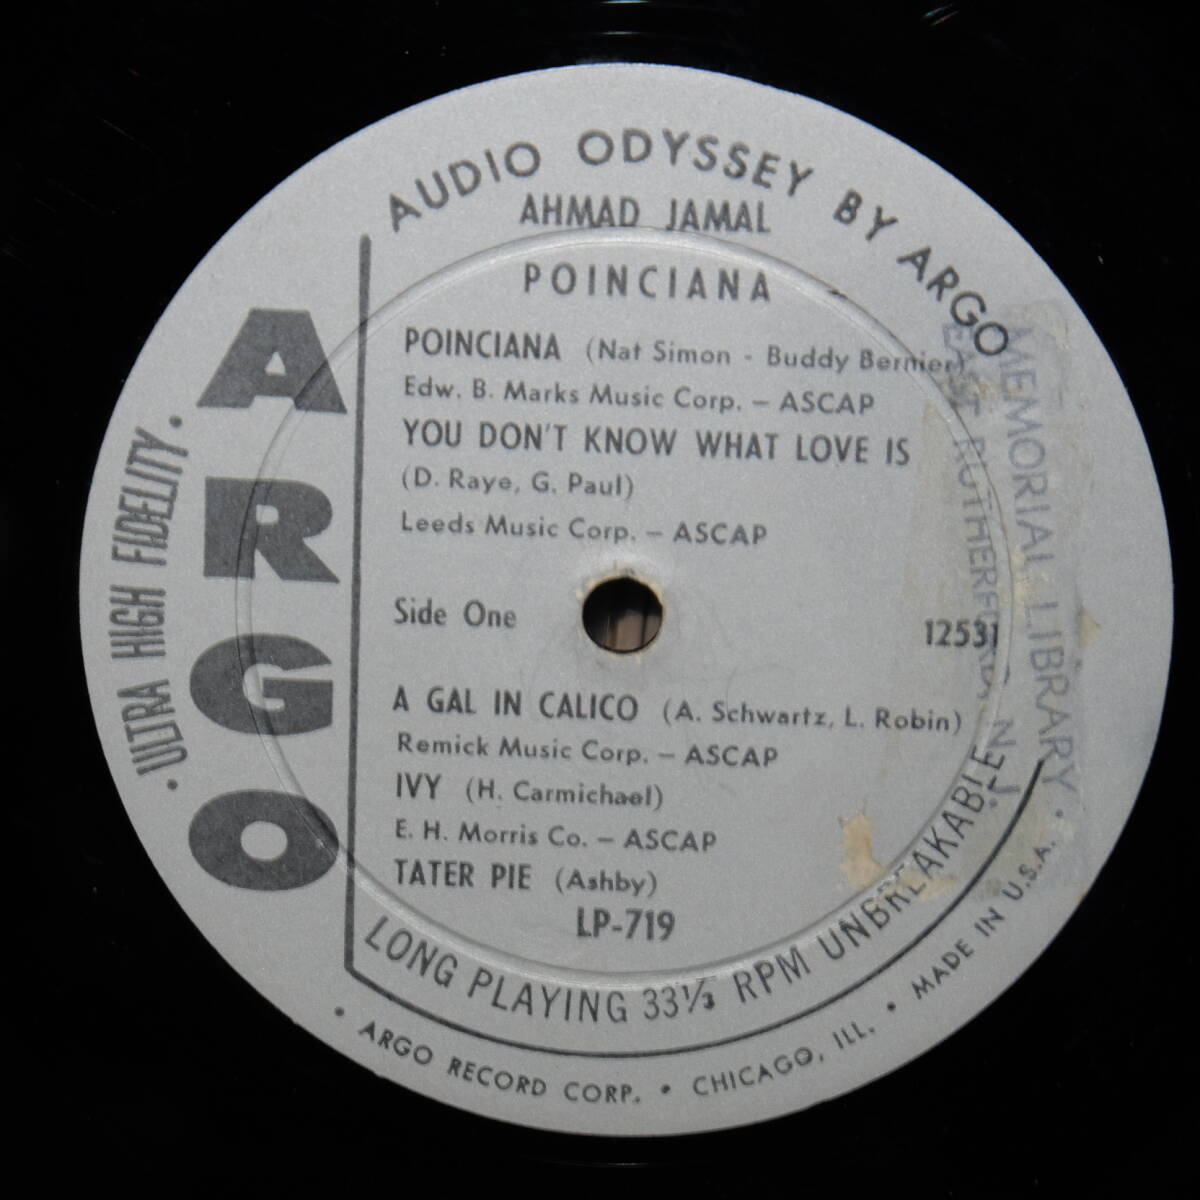 AUDIO ODYSSEY BY ARGO
AHMAD JAMAL
POINCIANA
POINCIANA (Nat Simon - Buddy Bernier)
Edw. B. Marks Music Corp. – ASCAP
YOU DON'T KNOW WHAT LOVE IS
(D. Raye, G. Paul)
Leeds Music Corp. – ASCAP
Side One
12531
A GAL IN CALICO (A. Schwartz, L. Robin)
Remick Music Corp. – ASCAP
IVY (H. Carmichael)
E. H. Morris Co. – ASCAP
TATER PIE (Ashby)
LP-719
LONG PLAYING 33⅓ RPM UNBREAKABLE
• ARGO RECORD CORP. • CHICAGO, ILL. • MADE IN U.S.A. •
• ULTRA HIGH FIDELITY •
ARGO
MEMORIAL LIBRARY
EAST RUTHERFORD, N.J.